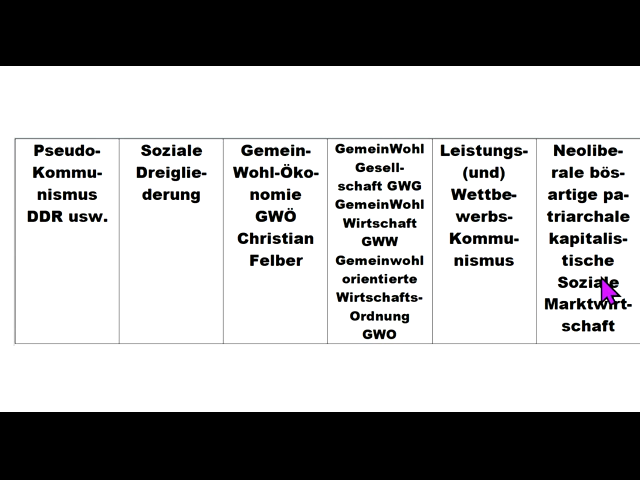 Pseudo-
Kommu-
nismus
DDR usw.
Soziale
Dreiglie-
derung
Gemein-
Wohl-Öko-
nomie
GWÖ
Christian
Felber
GemeinWohl
Gesell-
schaft GWG
GemeinWohl
Wirtschaft
GWW
Gemeinwohl
orientierte
Wirtschafts-
Ordnung
GWO
Leistungs-
(und)
Wettbe-
werbs-
Kommu-
nismus
Neolibe-
rale bös-
artige pa-
triarchale
kapitalis-
tische
Soziale
Marktwirt-
schaft